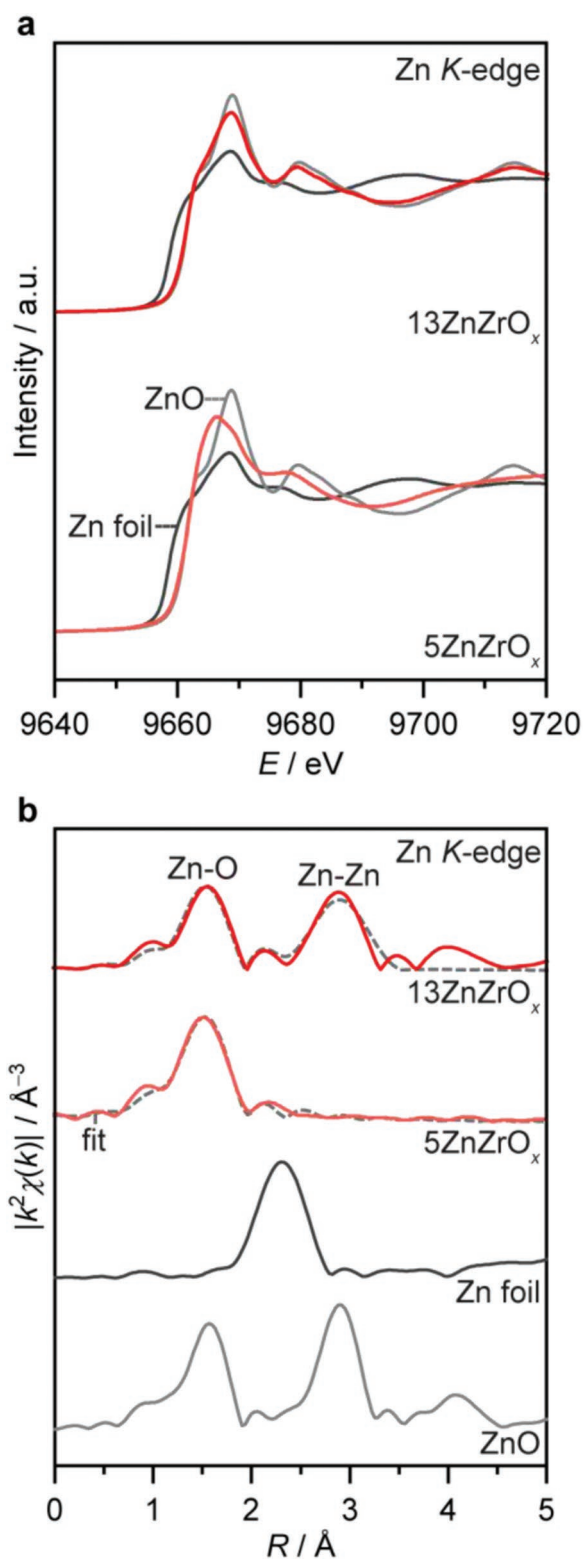 a
Zn K-edge
13ZnZrOₓ
ZnO
Zn foil
5ZnZrOₓ
Intensity / a.u.
9640 9660 9680 9700 9720
E / eV
b
Zn K-edge
Zn-O Zn-Zn
13ZnZrOₓ
fit
5ZnZrOₓ
Zn foil
ZnO
|k²χ(k)| / Å⁻³
0 1 2 3 4 5
R / Å